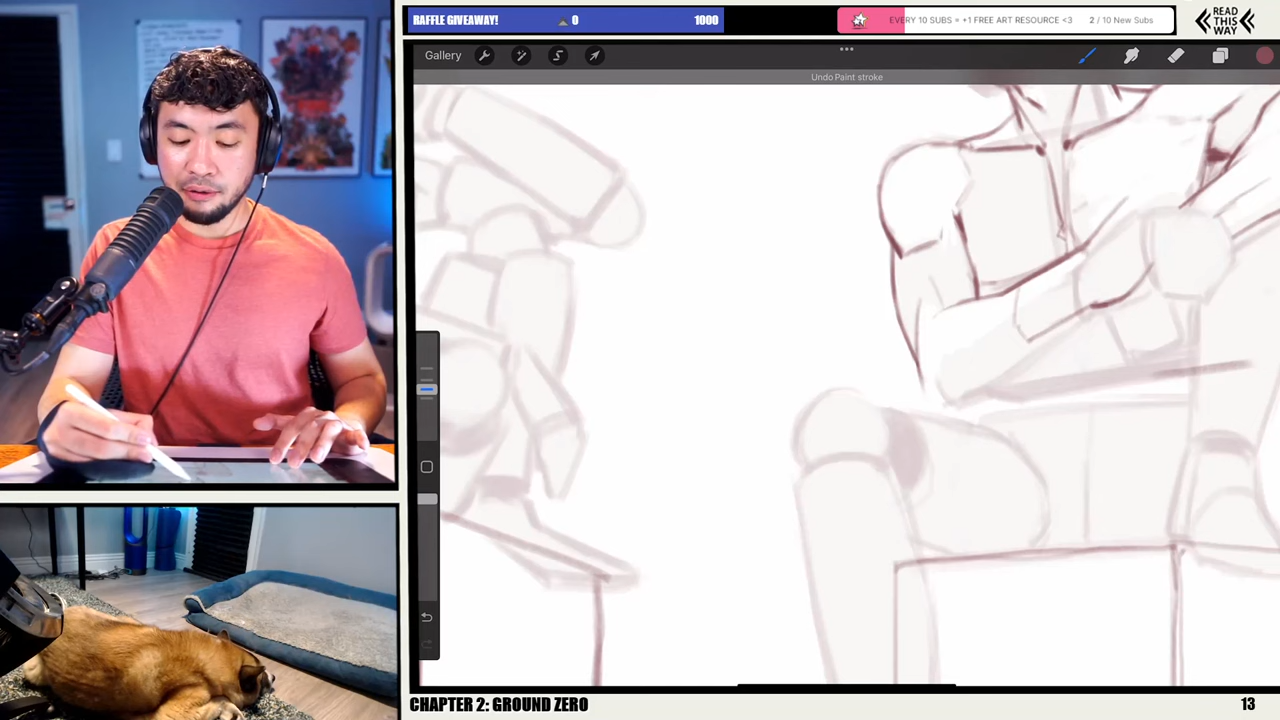 RAFFLE GIVEAWAY!
0
1000
EVERY 10 SUBS = +1 FREE ART RESOURCE <3
2 / 10 New Subs
READ
THIS
WAY
Gallery
Undo Paint stroke
CHAPTER 2: GROUND ZERO
13